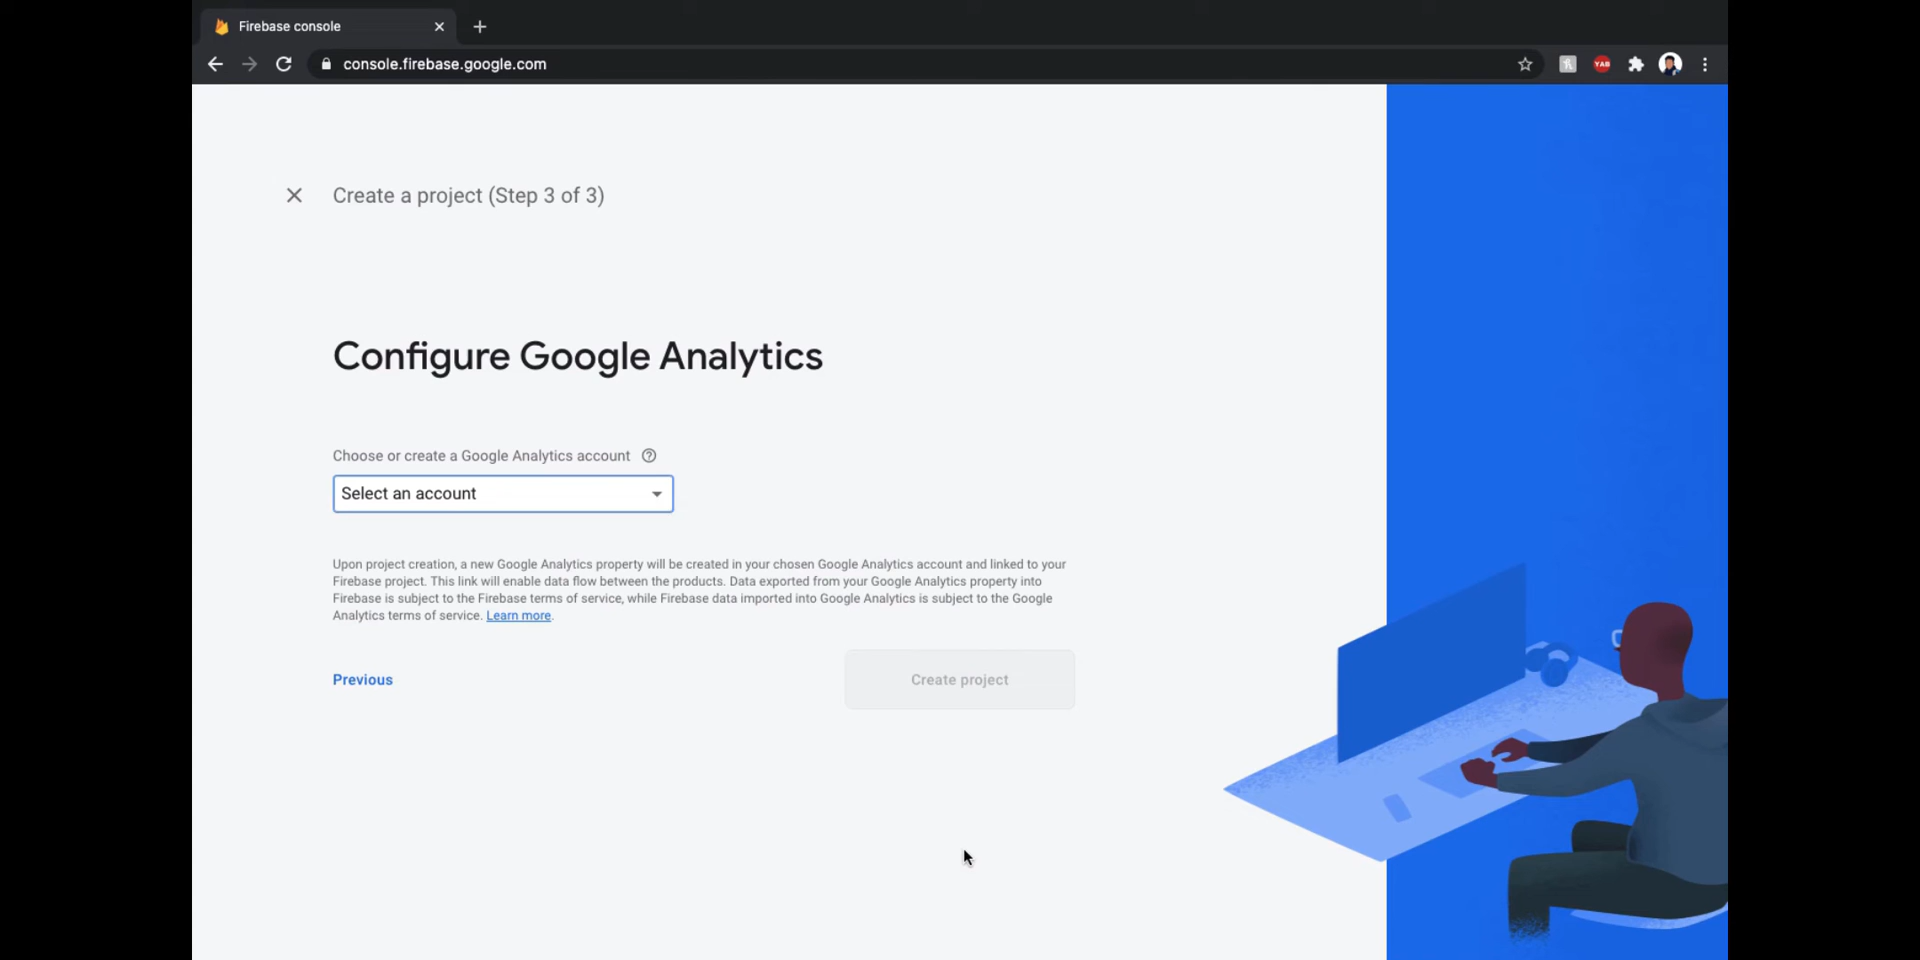 Firebase console
console.firebase.google.com
YAB
Create a project (Step 3 of 3)
Configure Google Analytics
Choose or create a Google Analytics account
Select an account
Upon project creation, a new Google Analytics property will be created in your chosen Google Analytics account and linked to your
Firebase project. This link will enable data flow between the products. Data exported from your Google Analytics property into
Firebase is subject to the Firebase terms of service, while Firebase data imported into Google Analytics is subject to the Google
Analytics terms of service. Learn more.
Previous
Create project